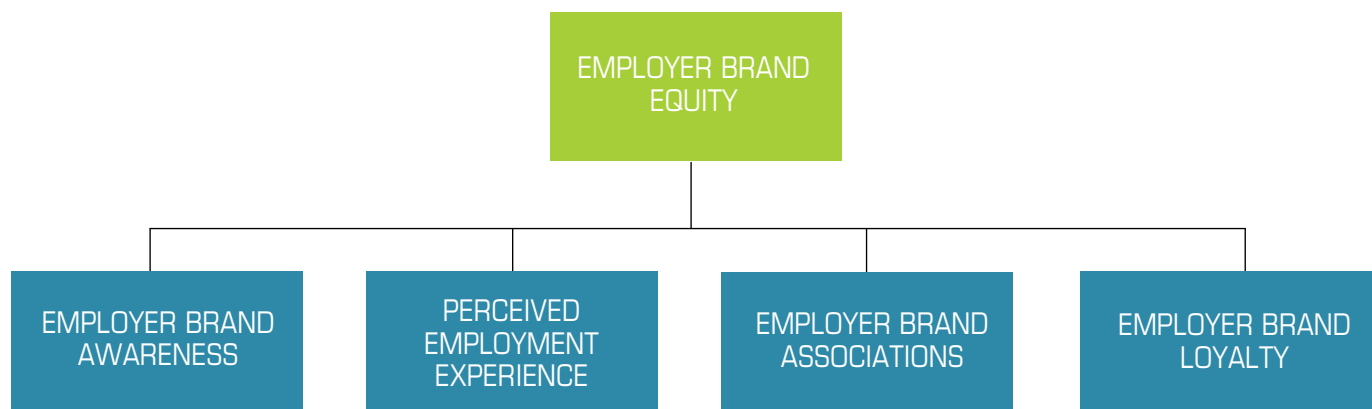 EMPLOYER BRAND
EQUITY
EMPLOYER BRAND
AWARENESS
PERCEIVED
EMPLOYMENT
EXPERIENCE
EMPLOYER BRAND
ASSOCIATIONS
EMPLOYER BRAND
LOYALTY